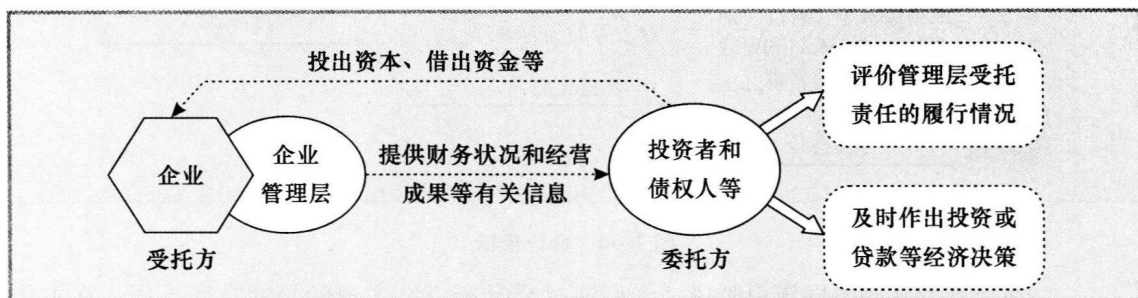 投出资本、借出资金等
评价管理层受托
责任的履行情况
企业
企业
管理层
提供财务状况和经营
成果等有关信息
投资者和
债权人等
及时作出投资或
贷款等经济决策
受托方
委托方